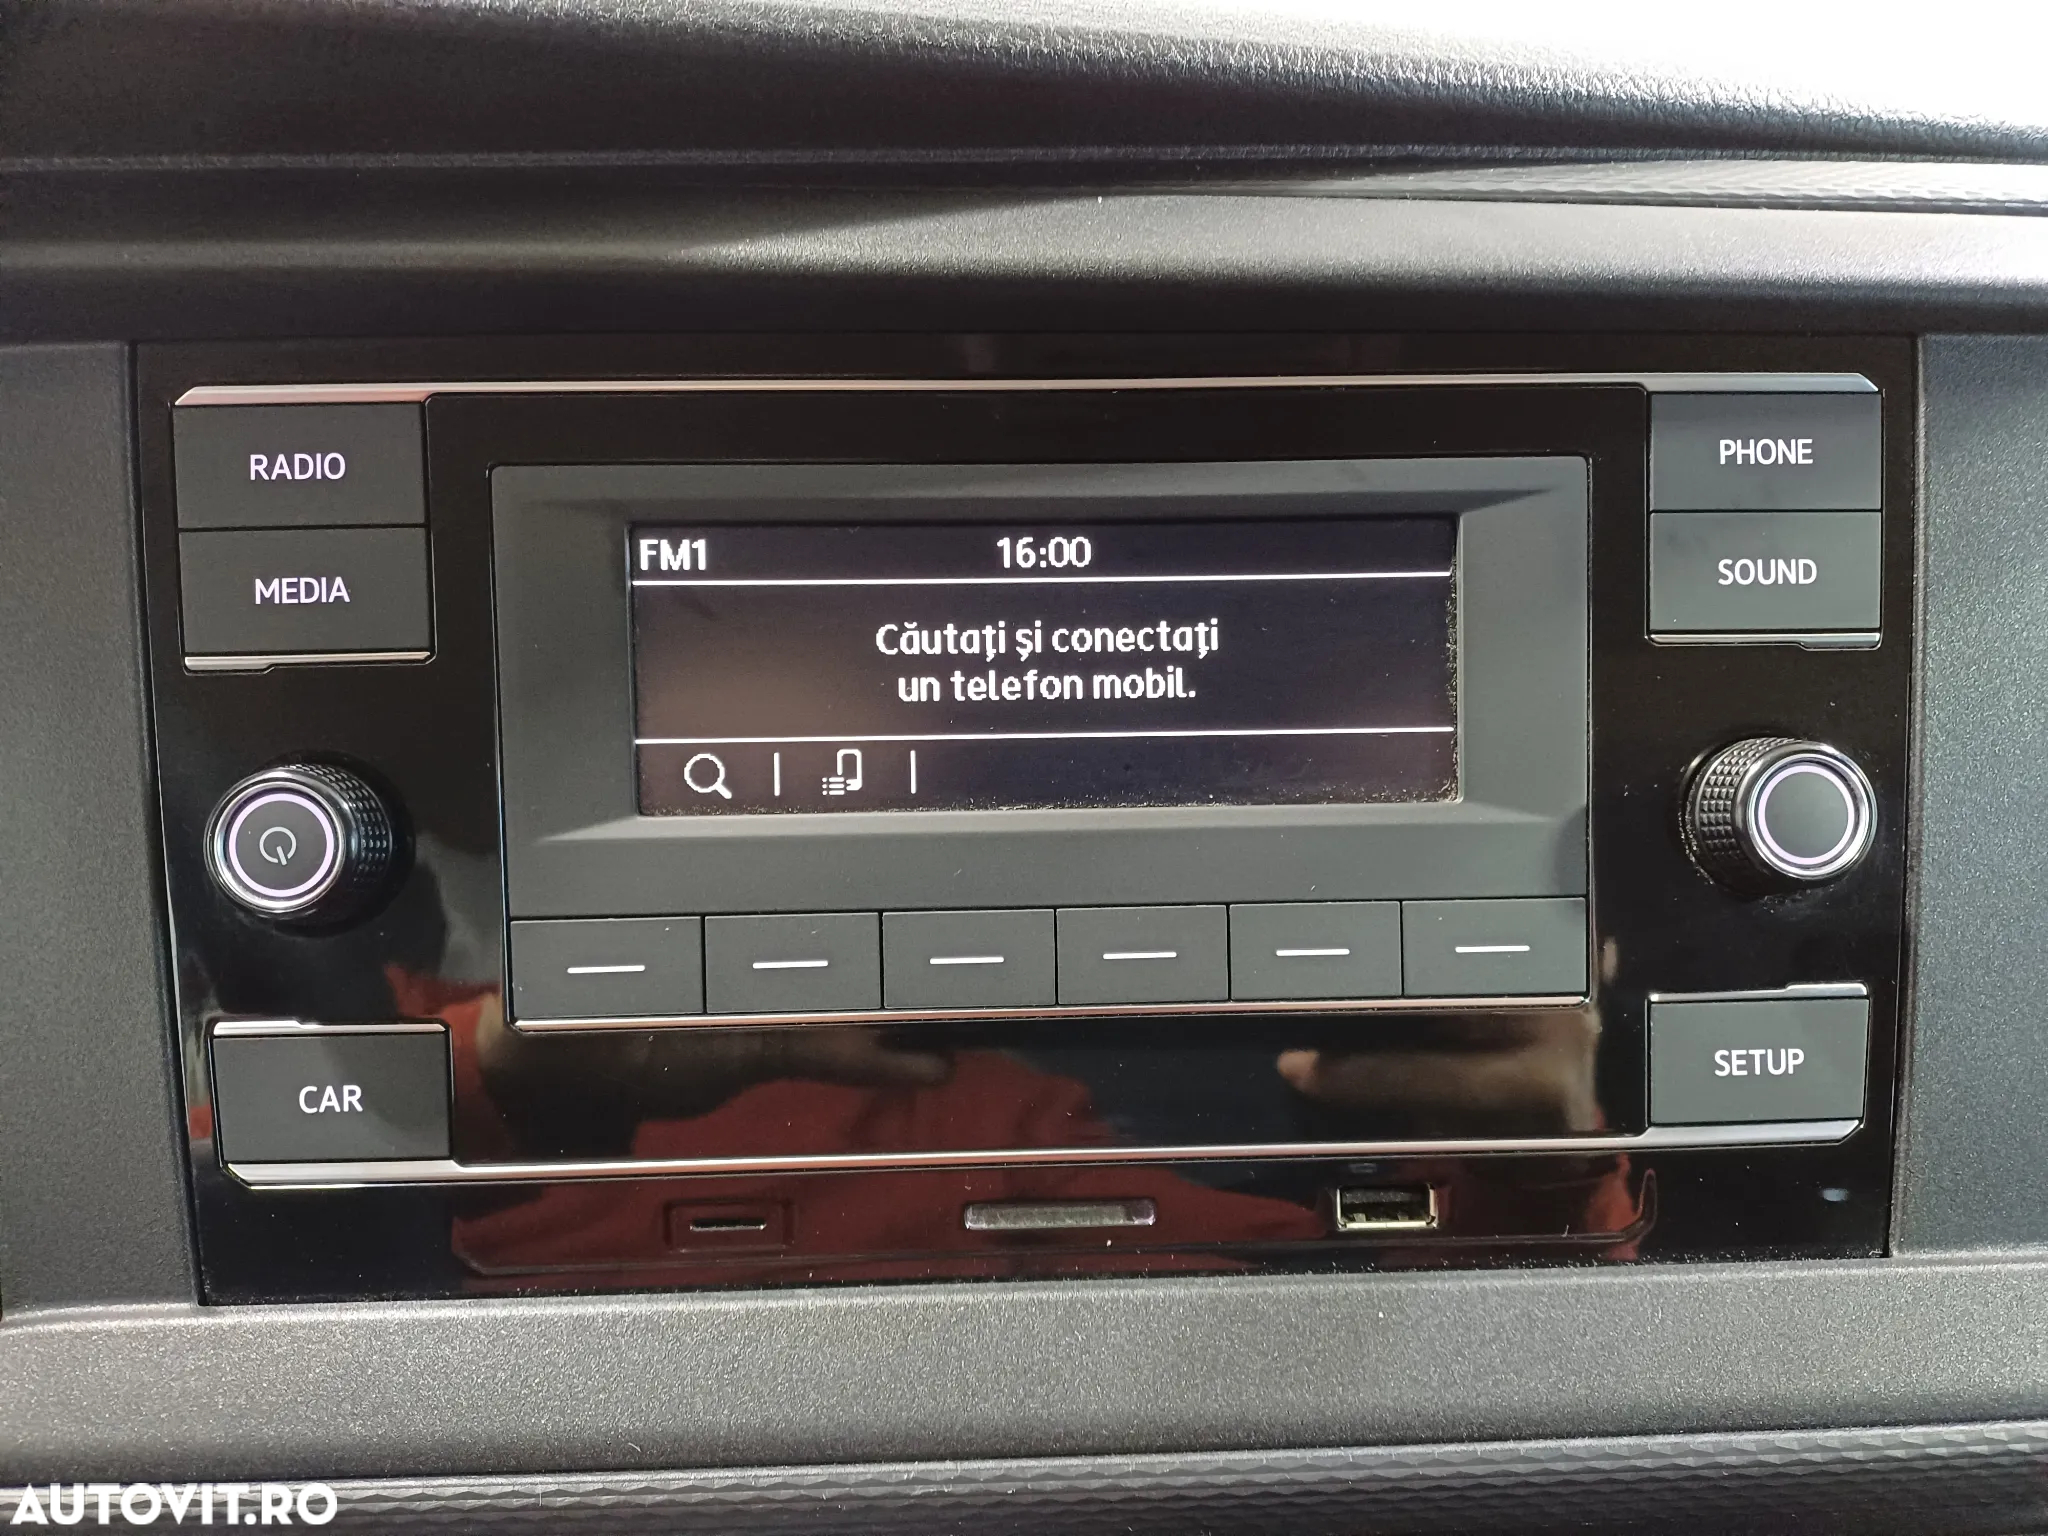 RADIO
MEDIA
PHONE
SOUND
FM1
16:00
Căutaţi şi conectaţi
un telefon mobil.
CAR
SETUP
AUTOVIT.RO